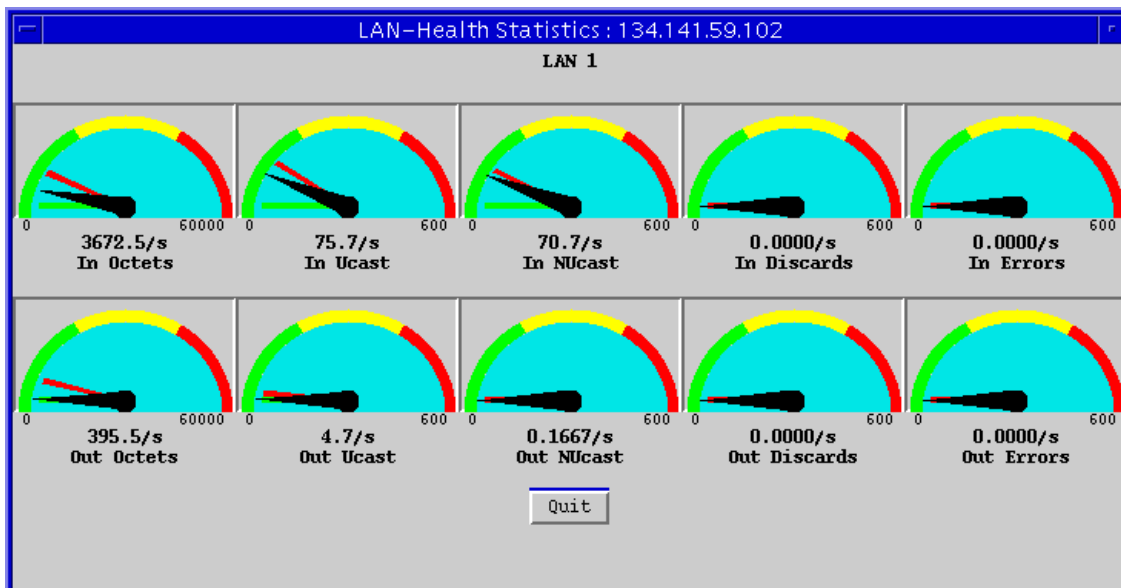 LAN-Health Statistics : 134.141.59.102
LAN 1
0 60000 0 600 0 600 0 600 0 600
3672.5/s 75.7/s 70.7/s 0.0000/s 0.0000/s
In Octets In Ucast In NUcast In Discards In Errors
0 60000 0 600 0 600 0 600 0 600
395.5/s 4.7/s 0.1667/s 0.0000/s 0.0000/s
Out Octets Out Ucast Out NUcast Out Discards Out Errors
Quit